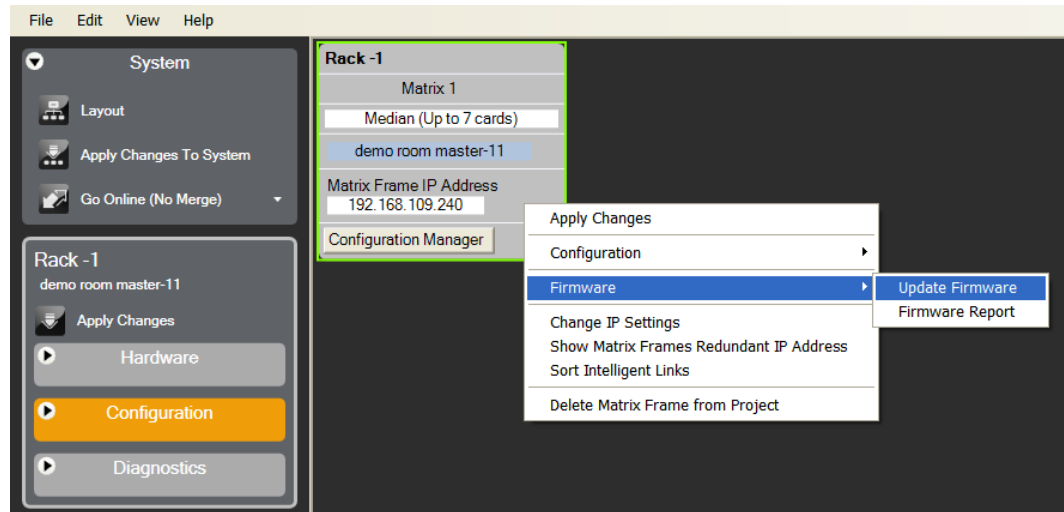 File Edit View Help
System
Layout
Apply Changes To System
Go Online (No Merge)
Rack -1
demo room master-11
Apply Changes
Hardware
Configuration
Diagnostics
Rack -1
Matrix 1
Median (Up to 7 cards)
demo room master-11
Matrix Frame IP Address
192.168.109.240
Configuration Manager
Apply Changes
Configuration
Firmware
Change IP Settings
Show Matrix Frames Redundant IP Address
Sort Intelligent Links
Delete Matrix Frame from Project
Update Firmware
Firmware Report